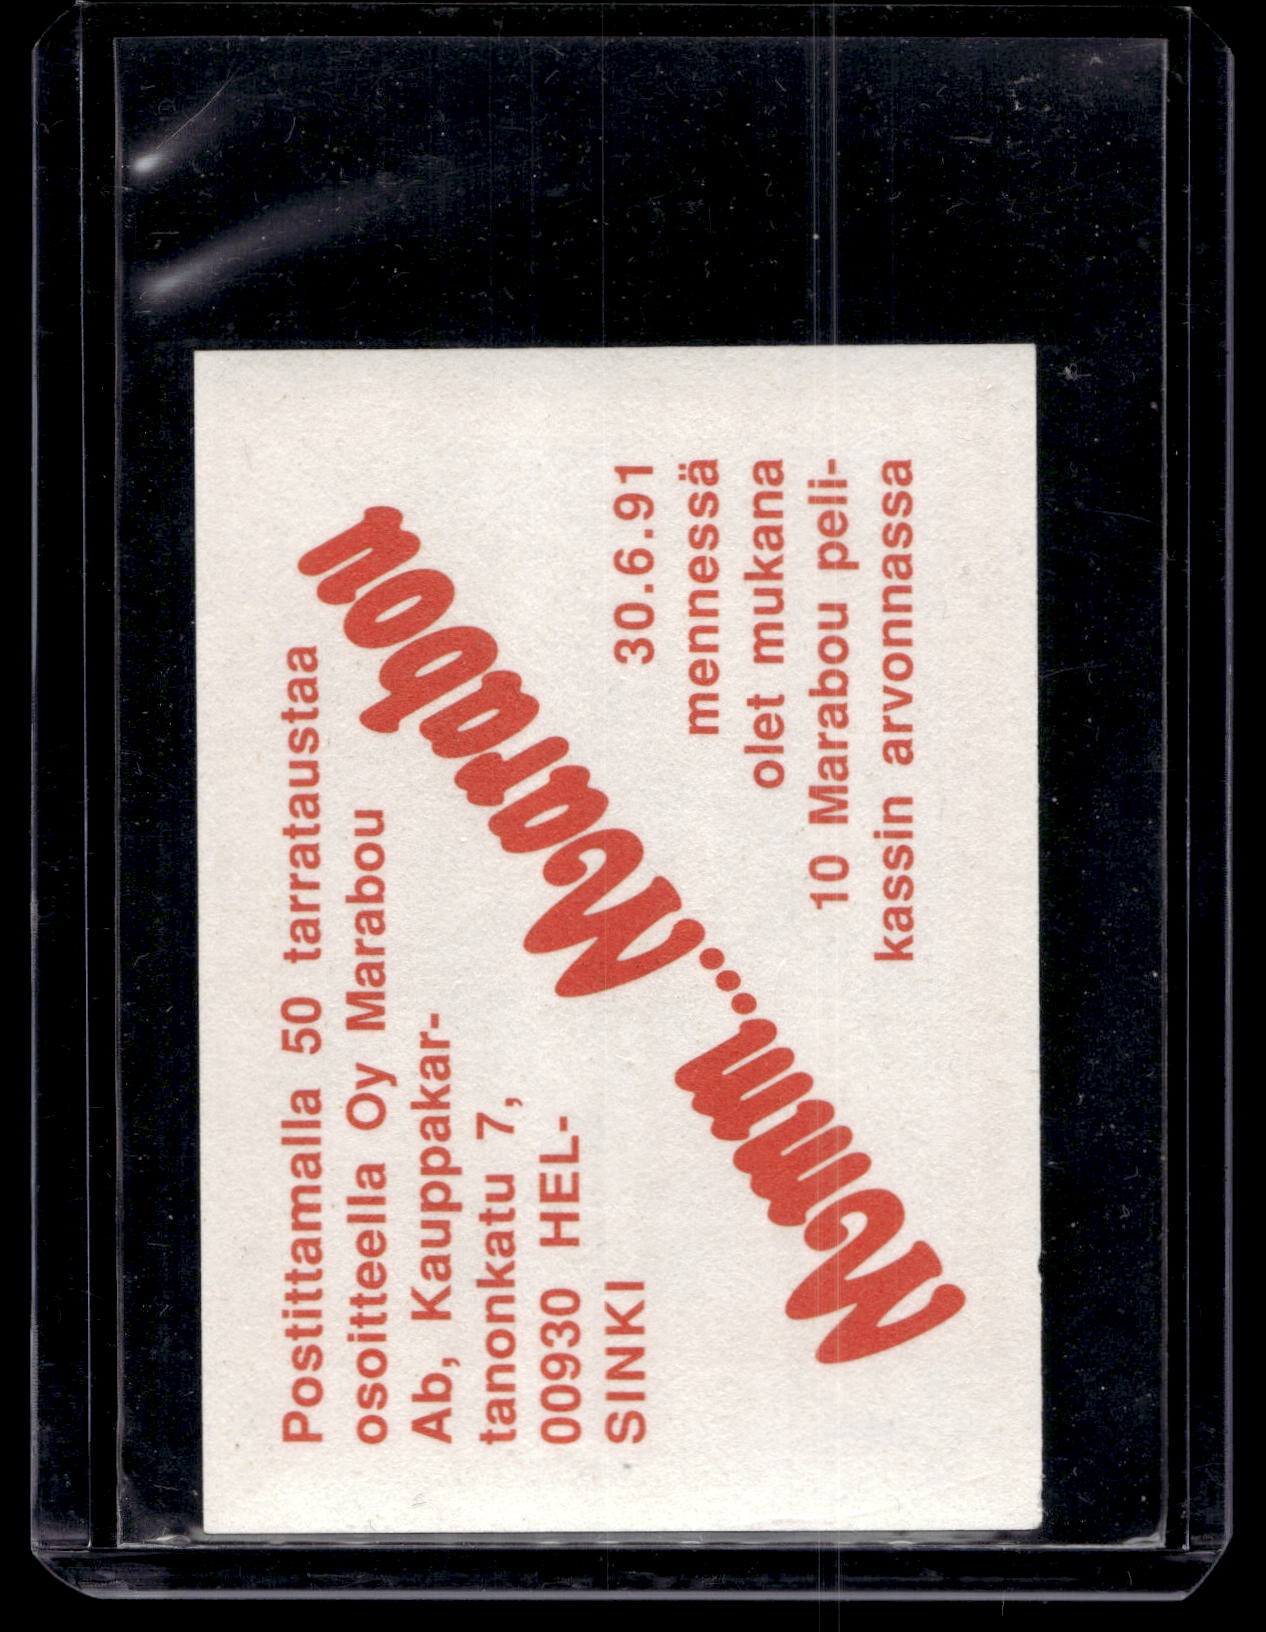 Postittamalla 50 tarrataustaa
osoitteella Oy Marabou
Ab, Kauppakar-
tanonkatu 7,
00930 HEL-
SINKI
Mmm...Marabou
30.6.91
mennessä
olet mukana
10 Marabou peli-
kassin arvonnassa